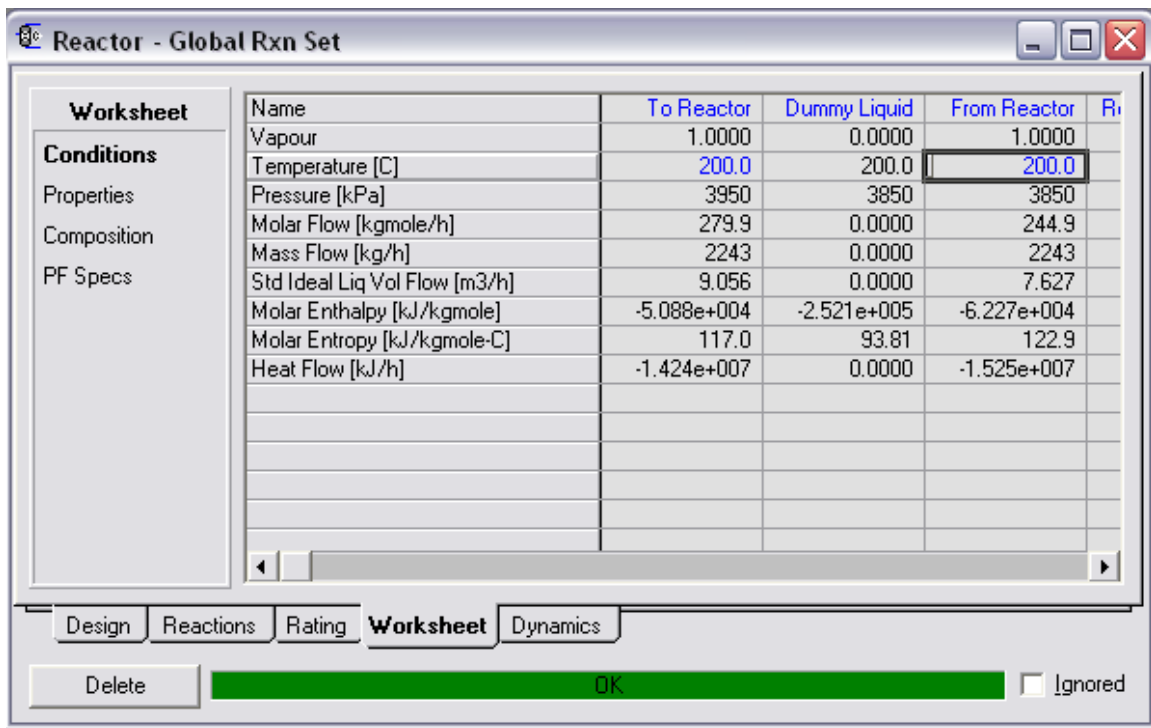 Reactor - Global Rxn Set
Worksheet
Conditions
Properties
Composition
PF Specs
Name To Reactor Dummy Liquid From Reactor
Vapour 1.0000 0.0000 1.0000
Temperature [C] 200.0 200.0 200.0
Pressure [kPa] 3950 3850 3850
Molar Flow [kgmole/h] 279.9 0.0000 244.9
Mass Flow [kg/h] 2243 0.0000 2243
Std Ideal Liq Vol Flow [m3/h] 9.056 0.0000 7.627
Molar Enthalpy [kJ/kgmole] -5.088e+004 -2.521e+005 -6.227e+004
Molar Entropy [kJ/kgmole-C] 117.0 93.81 122.9
Heat Flow [kJ/h] -1.424e+007 0.0000 -1.525e+007
Design Reactions Rating Worksheet Dynamics
Delete OK Ignored